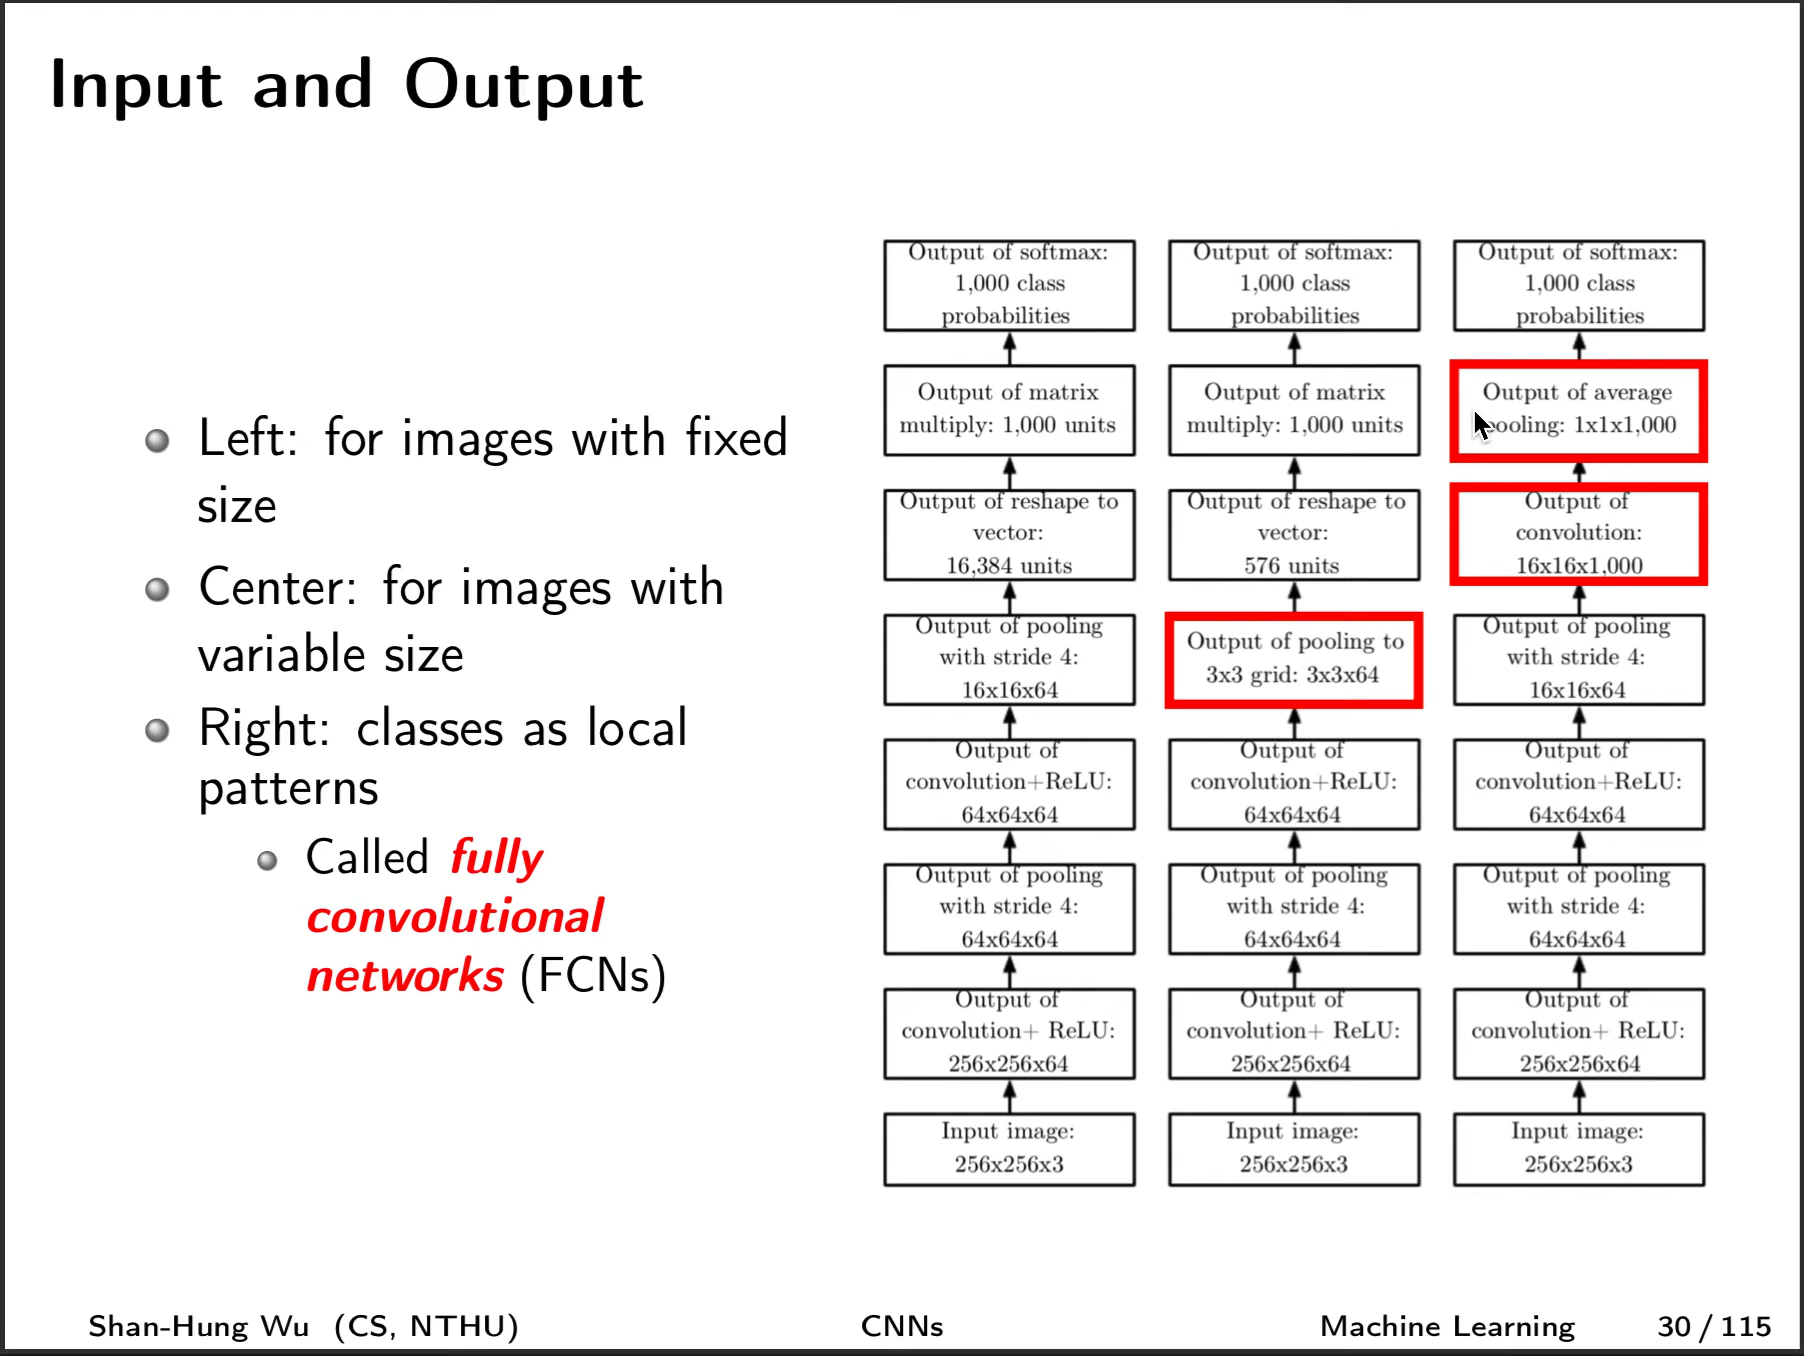 Input and Output
Left: for images with fixed
size
Center: for images with
variable size
Right: classes as local
patterns
Called fully
convolutional
networks (FCNs)
Output of softmax:
1,000 class
probabilities
Output of matrix
multiply: 1,000 units
Output of reshape to
vector:
16,384 units
Output of pooling
with stride 4:
16x16x64
Output of
convolution+ReLU:
64x64x64
Output of pooling
with stride 4:
64x64x64
Output of
convolution+ ReLU:
256x256x64
Input image:
256x256x3
Output of softmax:
1,000 class
probabilities
Output of matrix
multiply: 1,000 units
Output of reshape to
vector:
576 units
Output of pooling to
3x3 grid: 3x3x64
Output of
convolution+ReLU:
64x64x64
Output of pooling
with stride 4:
64x64x64
Output of
convolution+ ReLU:
256x256x64
Input image:
256x256x3
Output of softmax:
1,000 class
probabilities
Output of average
pooling: 1x1x1,000
Output of
convolution:
16x16x1,000
Output of pooling
with stride 4:
16x16x64
Output of
convolution+ReLU:
64x64x64
Output of pooling
with stride 4:
64x64x64
Output of
convolution+ ReLU:
256x256x64
Input image:
256x256x3
Shan-Hung Wu (CS, NTHU) CNNs Machine Learning 30 / 115